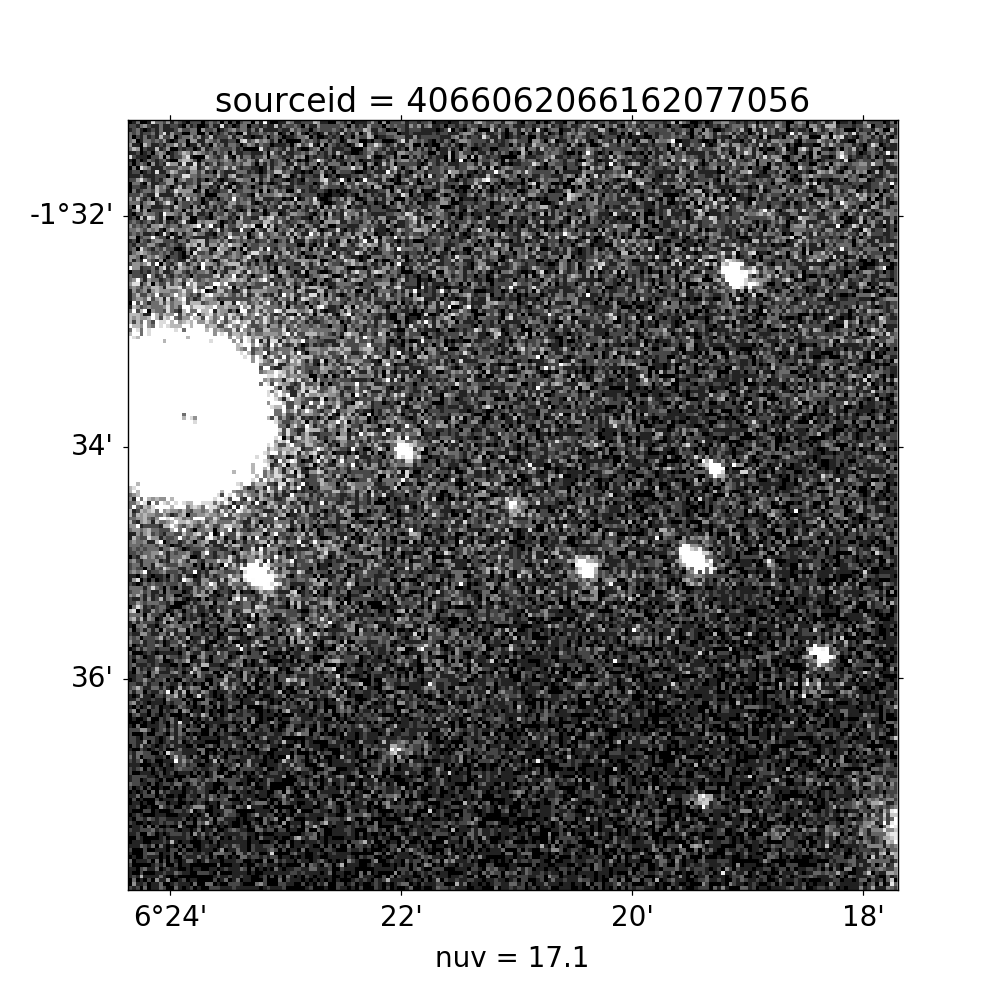 sourceid = 4066062066162077056
-1°32'
34'
36'
6°24' 22' 20' 18'
nuv = 17.1